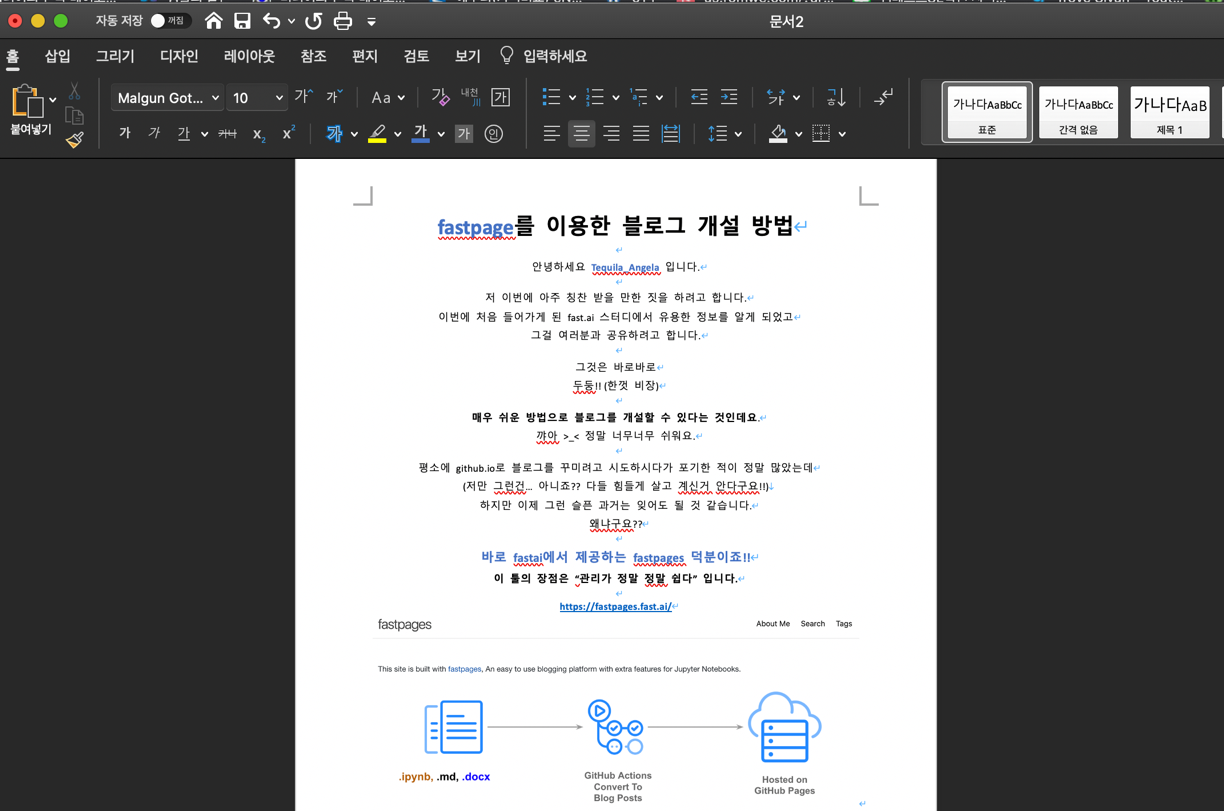 자동 저장 꺼짐
문서2
홈 삽입 그리기 디자인 레이아웃 참조 편지 검토 보기 입력하세요
붙여넣기
Malgun Got... 10 가 가 Aa 가 내천 川 가
가 가 가 가나 x₂ x² 가 가 가 인
가나다AaBbCc 가나다AaBbCc 가나다AaB
표준 간격 없음 제목 1
fastpage를 이용한 블로그 개설 방법
안녕하세요 Tequila_Angela 입니다.
저 이번에 아주 칭찬 받을 만한 짓을 하려고 합니다.
이번에 처음 들어가게 된 fast.ai 스터디에서 유용한 정보를 알게 되었고
그걸 여러분과 공유하려고 합니다.
그것은 바로바로
두둥!! (한껏 비장)
매우 쉬운 방법으로 블로그를 개설할 수 있다는 것인데요.
꺄아 >_< 정말 너무너무 쉬워요.
평소에 github.io로 블로그를 꾸미려고 시도하시다가 포기한 적이 정말 많았는데
(저만 그런건... 아니죠?? 다들 힘들게 살고 계신거 안다구요!!)
하지만 이제 그런 슬픈 과거는 잊어도 될 것 같습니다.
왜냐구요??
바로 fastai에서 제공하는 fastpages 덕분이죠!!
이 툴의 장점은 “관리가 정말 정말 쉽다” 입니다.
https://fastpages.fast.ai/
fastpages About Me Search Tags
This site is built with fastpages, An easy to use blogging platform with extra features for Jupyter Notebooks.
.ipynb, .md, .docx
GitHub Actions
Convert To
Blog Posts
Hosted on
GitHub Pages